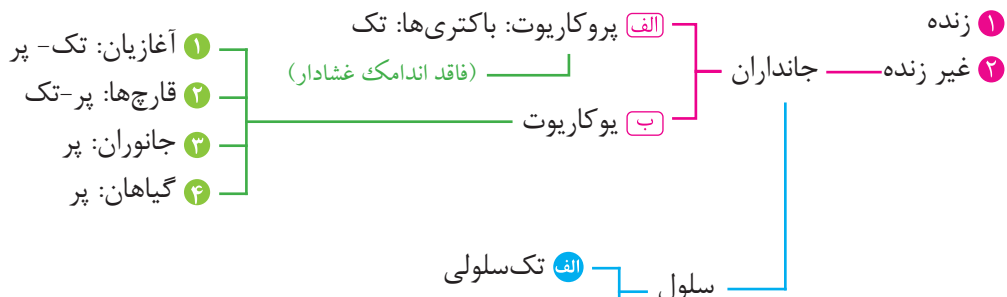 ۱ زنده
۲ غیر زنده
جانداران
الف پروکاریوت: باکتری‌ها: تک
(فاقد اندامک غشادار)
ب یوکاریوت
۱ آغازیان: تک- پر
۲ قارچ‌ها: پر-تک
۳ جانوران: پر
۴ گیاهان: پر
سلول
الف تک‌سلولی